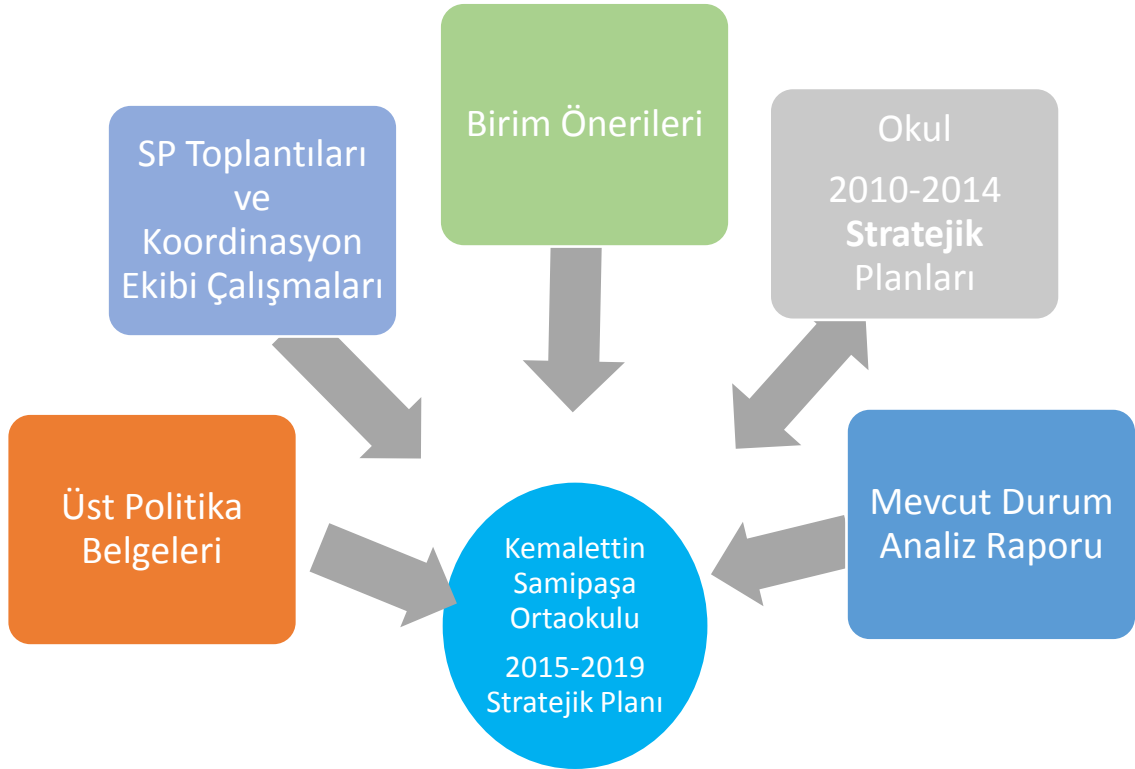 Birim Önerileri
SP Toplantıları
ve
Koordinasyon
Ekibi Çalışmaları
Okul
2010-2014
Stratejik
Planları
Üst Politika
Belgeleri
Mevcut Durum
Analiz Raporu
Kemalettin
Samipaşa
Ortaokulu
2015-2019
Stratejik Planı